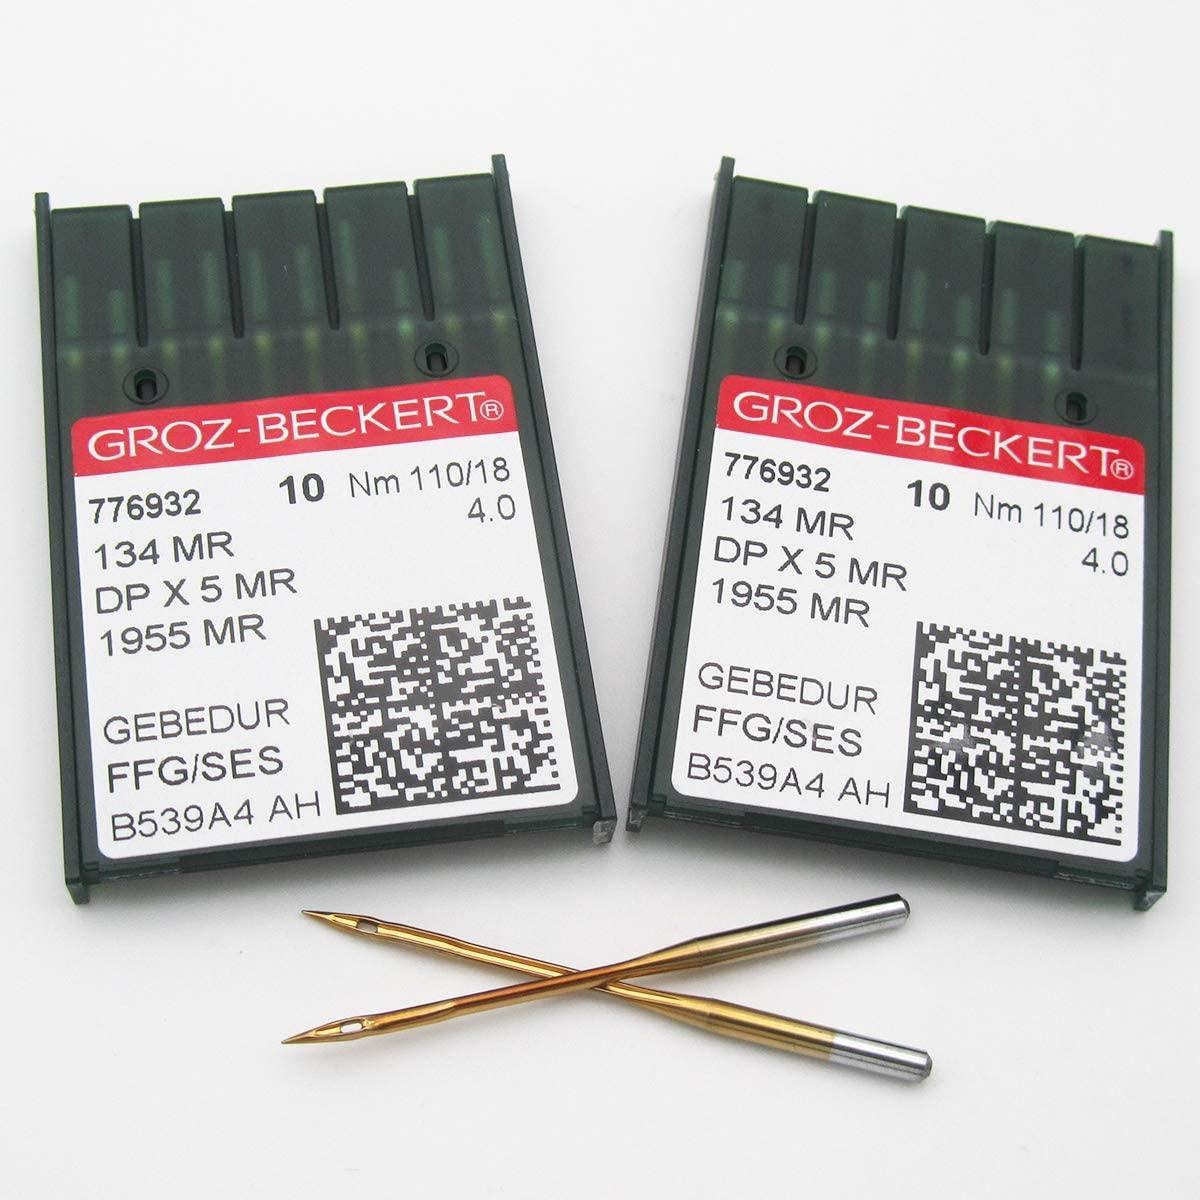 GROZ-BECKERT®
776932 10 Nm 110/18
4.0
134 MR
DP X 5 MR
1955 MR
GEBEDUR
FFG/SES
B539A4 AH
GROZ-BECKERT®
776932 10 Nm 110/18
4.0
134 MR
DP X 5 MR
1955 MR
GEBEDUR
FFG/SES
B539A4 AH